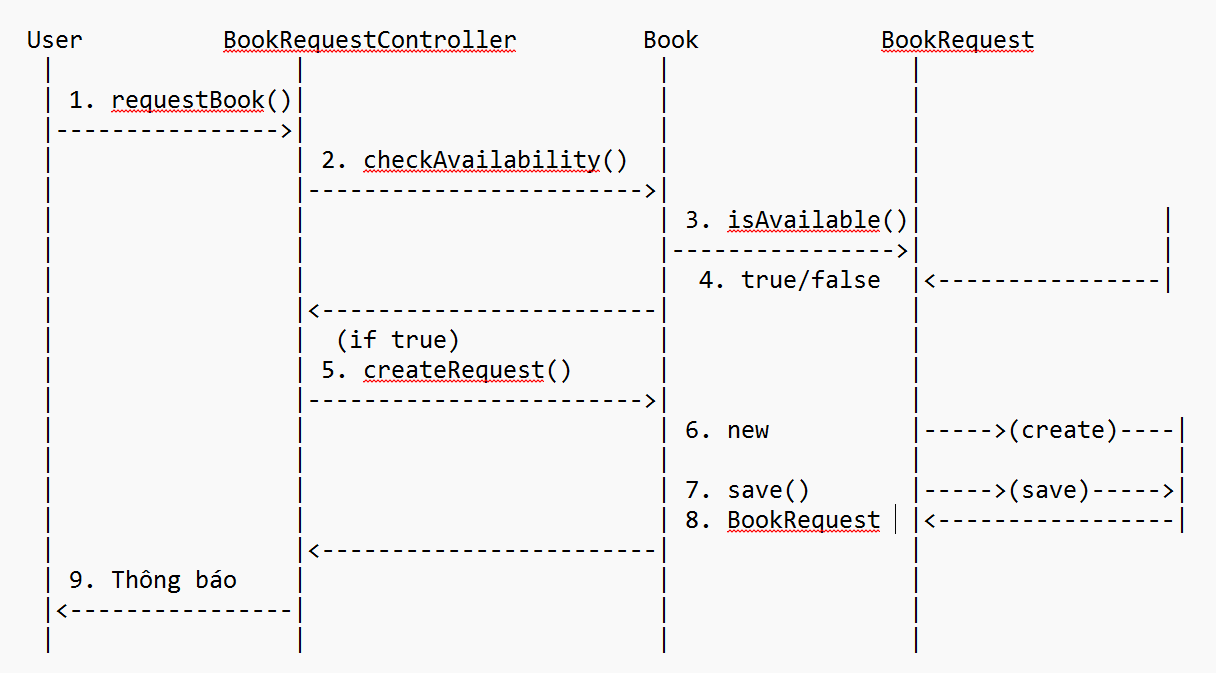 User BookRequestController Book BookRequest
| | | |
| 1. requestBook()| | |
|---------------->| | |
| | 2. checkAvailability() | |
| |------------------------>| |
| | | 3. isAvailable()| |
| | |---------------->| |
| | | 4. true/false |<----------------|
| |<------------------------| |
| | (if true) | |
| | 5. createRequest() | |
| |------------------------>| |
| | | 6. new |----->(create)----|
| | | | |
| | | 7. save() |----->(save)----->|
| | | 8. BookRequest |<-----------------|
| |<------------------------| |
| 9. Thông báo | | |
|<----------------| | |
| | | |